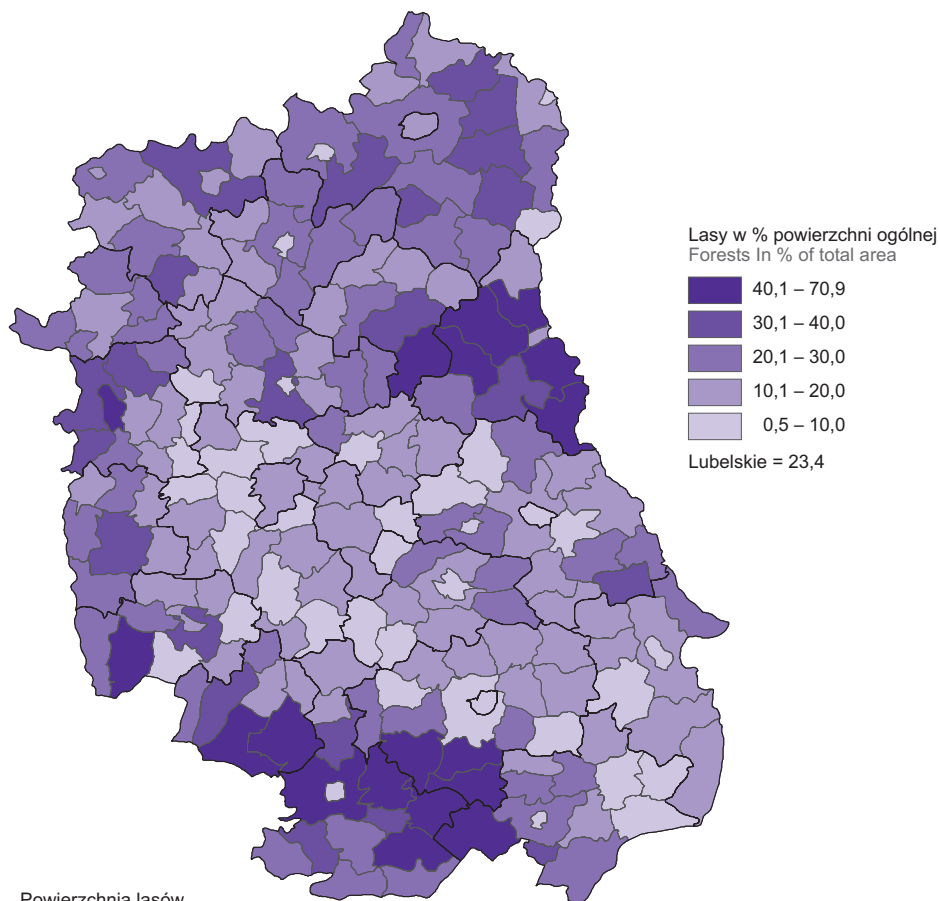 Lasy w % powierzchni ogólnej
Forests In % of total area
40,1 – 70,9
30,1 – 40,0
20,1 – 30,0
10,1 – 20,0
0,5 – 10,0
Lubelskie = 23,4
Powierzchnia lasów